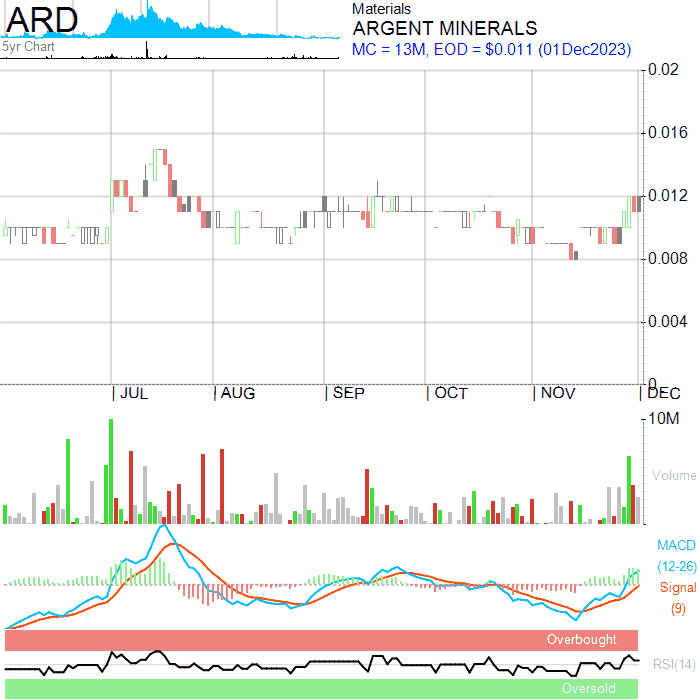 ARD
5yr Chart
Materials
ARGENT MINERALS
MC = 13M, EOD = $0.011 (01Dec2023)
0.02
0.016
0.012
0.008
0.004
0
JUL
AUG
SEP
OCT
NOV
DEC
10M
Volume
MACD
(12-26)
Signal
(9)
Overbought
RSI(14)
Oversold